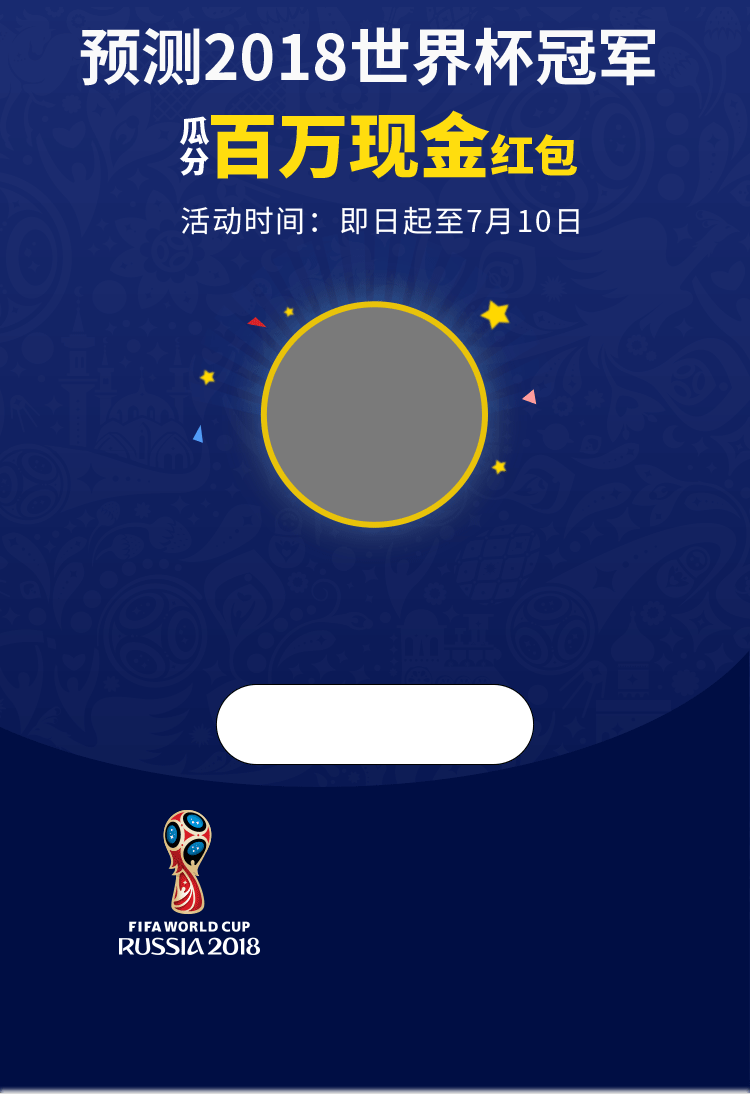 预测2018世界杯冠军
瓜分百万现金红包
活动时间：即日起至7月10日
FIFA WORLD CUP
RUSSIA 2018